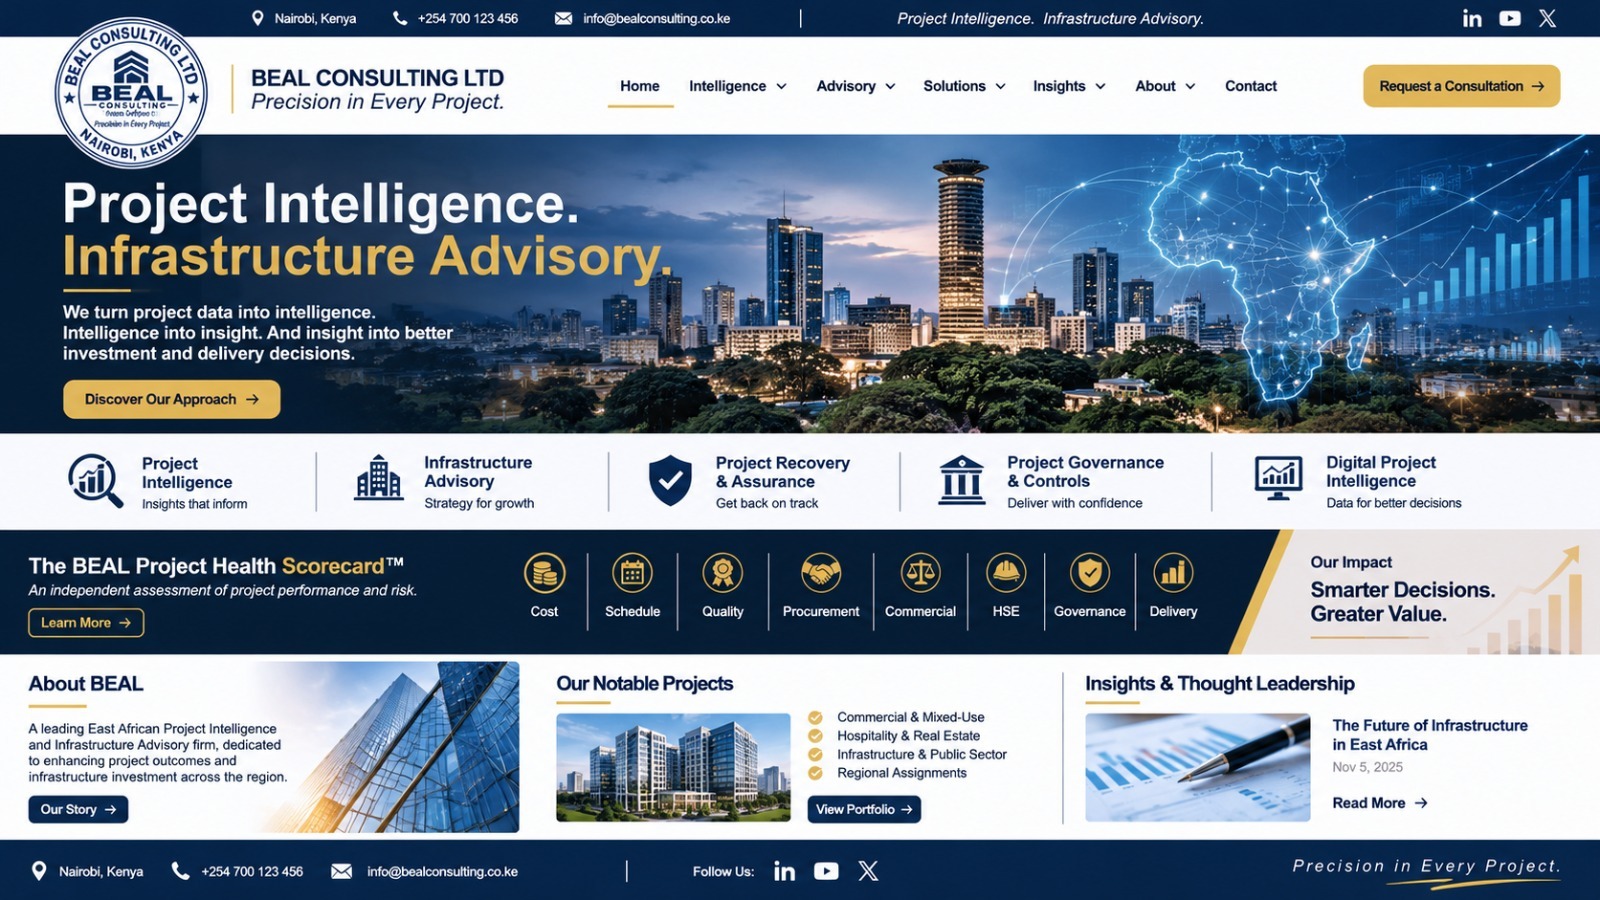 Nairobi, Kenya
+254 700 123 456
info@bealconsulting.co.ke
Project Intelligence. Infrastructure Advisory.
BEAL CONSULTING LTD
BEAL
CONSULTING
Precision in Every Project
NAIROBI, KENYA
BEAL CONSULTING LTD
Precision in Every Project.
Home
Intelligence
Advisory
Solutions
Insights
About
Contact
Request a Consultation →
Project Intelligence.
Infrastructure Advisory.
We turn project data into intelligence.
Intelligence into insight. And insight into better
investment and delivery decisions.
Discover Our Approach →
Project
Intelligence
Insights that inform
Infrastructure
Advisory
Strategy for growth
Project Recovery
& Assurance
Get back on track
Project Governance
& Controls
Deliver with confidence
Digital Project
Intelligence
Data for better decisions
The BEAL Project Health Scorecard™
An independent assessment of project performance and risk.
Learn More →
Cost
Schedule
Quality
Procurement
Commercial
HSE
Governance
Delivery
Our Impact
Smarter Decisions.
Greater Value.
About BEAL
A leading East African Project Intelligence
and Infrastructure Advisory firm, dedicated
to enhancing project outcomes and
infrastructure investment across the region.
Our Story →
Our Notable Projects
Commercial & Mixed-Use
Hospitality & Real Estate
Infrastructure & Public Sector
Regional Assignments
View Portfolio →
Insights & Thought Leadership
The Future of Infrastructure
in East Africa
Nov 5, 2025
Read More →
Nairobi, Kenya
+254 700 123 456
info@bealconsulting.co.ke
Follow Us:
Precision in Every Project.